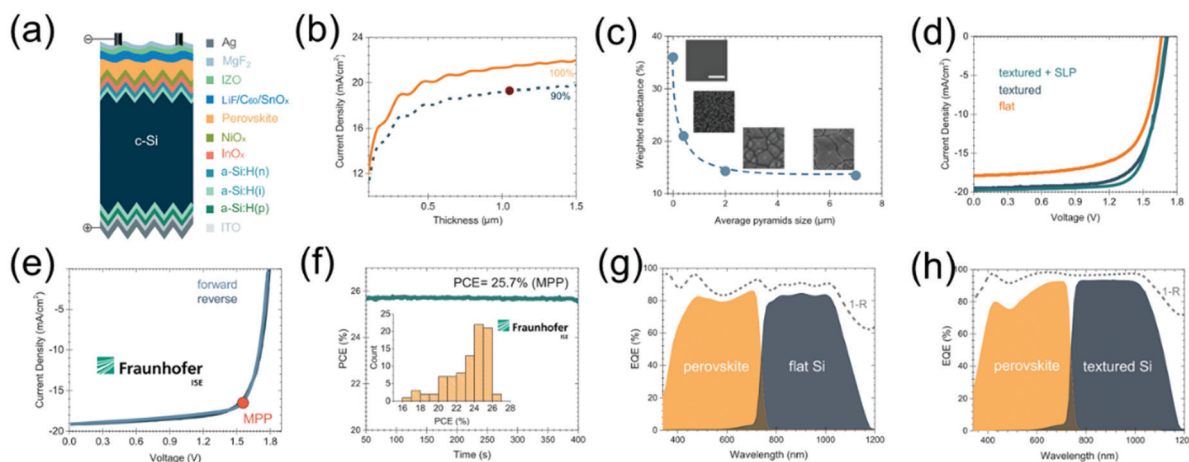 (a)
Ag
MgF₂
IZO
LiF/C₆₀/SnOₓ
Perovskite
NiOₓ
InOₓ
a-Si:H(n)
a-Si:H(i)
a-Si:H(p)
ITO
c-Si
(b)
Current Density (mA/cm²)
24
22
19
16
14
11
100%
90%
0.5 1.0 1.5
Thickness (μm)
(c)
Weighted reflectance (%)
40
30
20
10
0 2 4 6 8
Average pyramids size (μm)
(d)
Current Density (mA/cm²)
0
-5
-10
-15
-20
textured + SLP
textured
flat
0.0 0.3 0.6 0.9 1.2 1.5 1.8
Voltage (V)
(e)
Current Density (mA/cm²)
-5
-10
-15
-20
forward
reverse
Fraunhofer
ISE
MPP
0.0 0.3 0.6 0.9 1.2 1.5 1.8
Voltage (V)
(f)
PCE (%)
26
24
22
20
18
PCE= 25.7% (MPP)
Fraunhofer
ISE
Count
25
20
15
10
5
0
16 18 20 22 24 26 28
PCE (%)
50 100 150 200 250 300 350 400
Time (s)
(g)
EQE (%)
100
80
60
40
20
0
1-R
perovskite
flat Si
400 600 800 1000 1200
Wavelength (nm)
(h)
EQE (%)
100
80
60
40
20
0
1-R
perovskite
textured Si
400 600 800 1000 1200
Wavelength (nm)